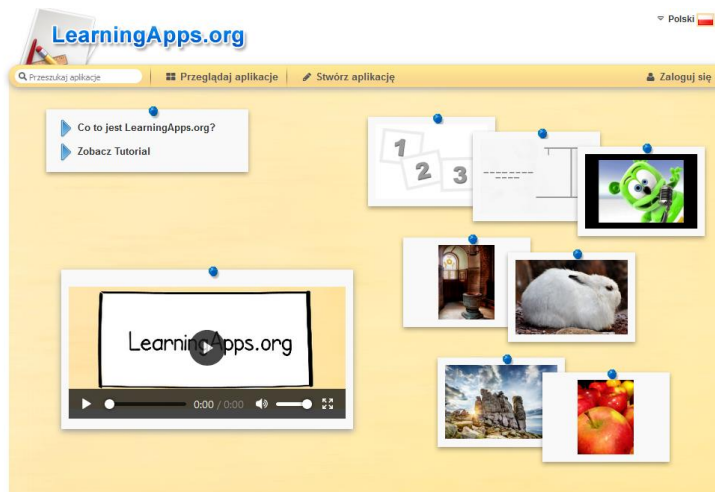 LearningApps.org
Polski
Przeszukaj aplikacje
Przeglądaj aplikacje
Stwórz aplikację
Zaloguj się
Co to jest LearningApps.org?
Zobacz Tutorial
1
2
3
LearningApps.org
0:00 / 0:00